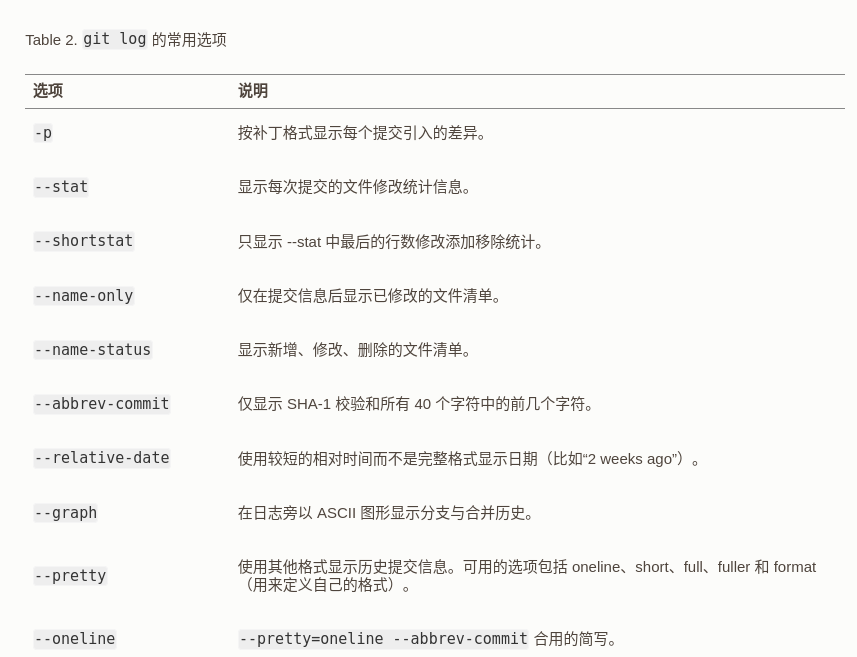 Table 2. git log 的常用选项
选项 说明
-p 按补丁格式显示每个提交引入的差异。
--stat 显示每次提交的文件修改统计信息。
--shortstat 只显示 --stat 中最后的行数修改添加移除统计。
--name-only 仅在提交信息后显示已修改的文件清单。
--name-status 显示新增、修改、删除的文件清单。
--abbrev-commit 仅显示 SHA-1 校验和所有 40 个字符中的前几个字符。
--relative-date 使用较短的相对时间而不是完整格式显示日期（比如“2 weeks ago”）。
--graph 在日志旁以 ASCII 图形显示分支与合并历史。
--pretty 使用其他格式显示历史提交信息。可用的选项包括 oneline、short、full、fuller 和 format
（用来定义自己的格式）。
--oneline --pretty=oneline --abbrev-commit 合用的简写。